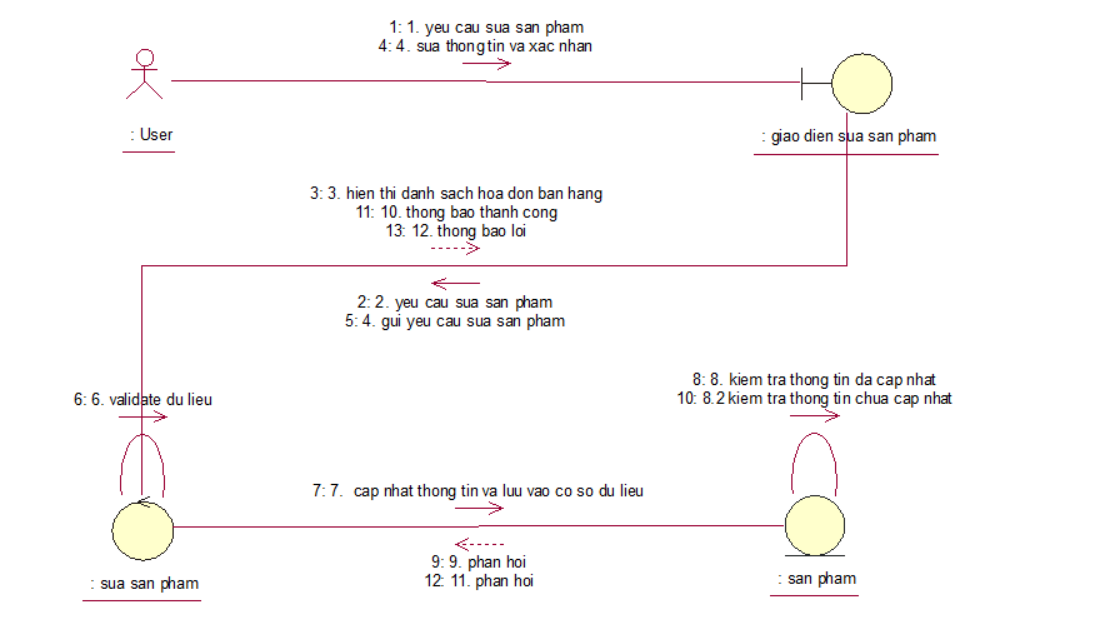 1: 1. yeu cau sua san pham
4: 4. sua thong tin va xac nhan
: User
: giao dien sua san pham
3: 3. hien thi danh sach hoa don ban hang
11: 10. thong bao thanh cong
13: 12. thong bao loi
2: 2. yeu cau sua san pham
5: 4. gui yeu cau sua san pham
6: 6. validate du lieu
8: 8. kiem tra thong tin da cap nhat
10: 8.2 kiem tra thong tin chua cap nhat
7: 7. cap nhat thong tin va luu vao co so du lieu
9: 9. phan hoi
12: 11. phan hoi
: sua san pham
: san pham